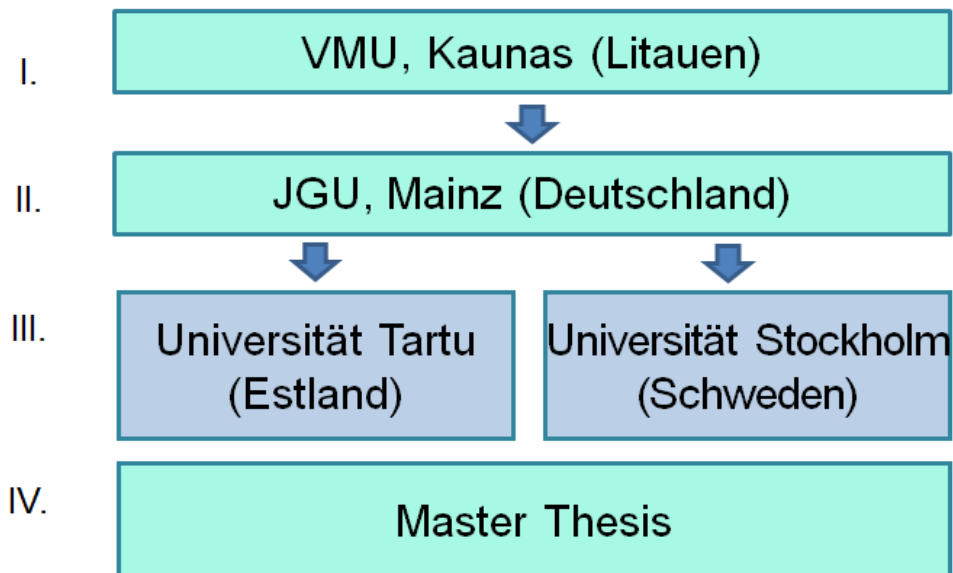 I.
VMU, Kaunas (Litauen)
II.
JGU, Mainz (Deutschland)
III.
Universität Tartu
(Estland)
Universität Stockholm
(Schweden)
IV.
Master Thesis